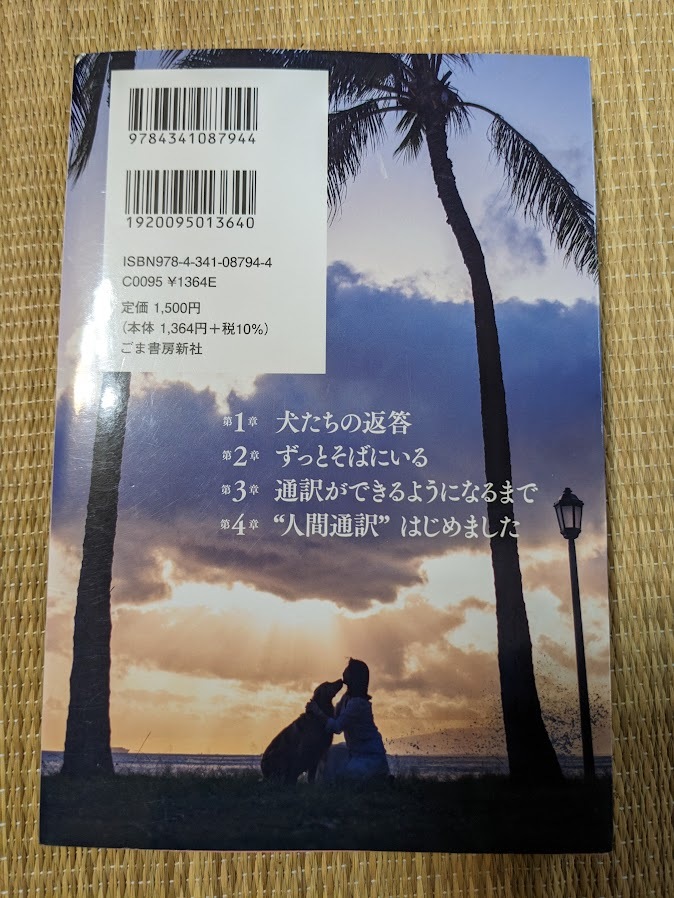 9784341087944
1920095013640
ISBN978-4-341-08794-4
C0095 ¥1364E
定価 1,500円
(本体 1,364円+税10%)
ごま書房新社
第1章 犬たちの返答
第2章 ずっとそばにいる
第3章 通訳ができるようになるまで
第4章 “人間通訳” はじめました